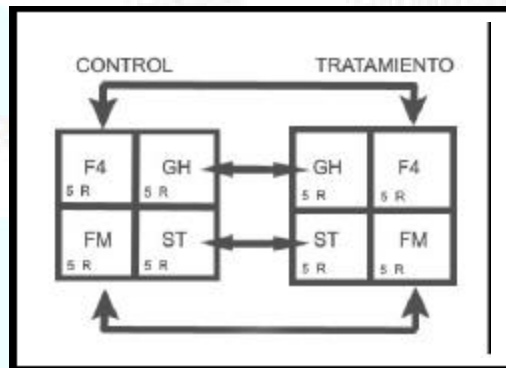 CONTROL TRATAMIENTO
F4 GH GH F4
5 R 5 R 5 R 5 R
FM ST ST FM
5 R 5 R 5 R 5 R